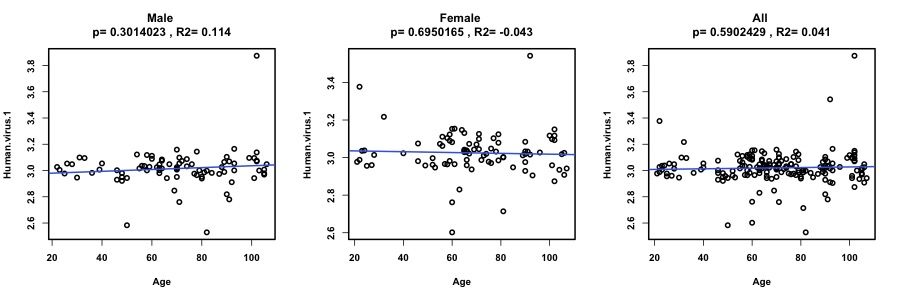 Male
p= 0.3014023 , R2= 0.114
Human.virus.1
3.8
3.6
3.4
3.2
3.0
2.8
2.6
20 40 60 80 100
Age
Female
p= 0.6950165 , R2= -0.043
Human.virus.1
3.4
3.2
3.0
2.8
2.6
20 40 60 80 100
Age
All
p= 0.5902429 , R2= 0.041
Human.virus.1
3.8
3.6
3.4
3.2
3.0
2.8
2.6
20 40 60 80 100
Age